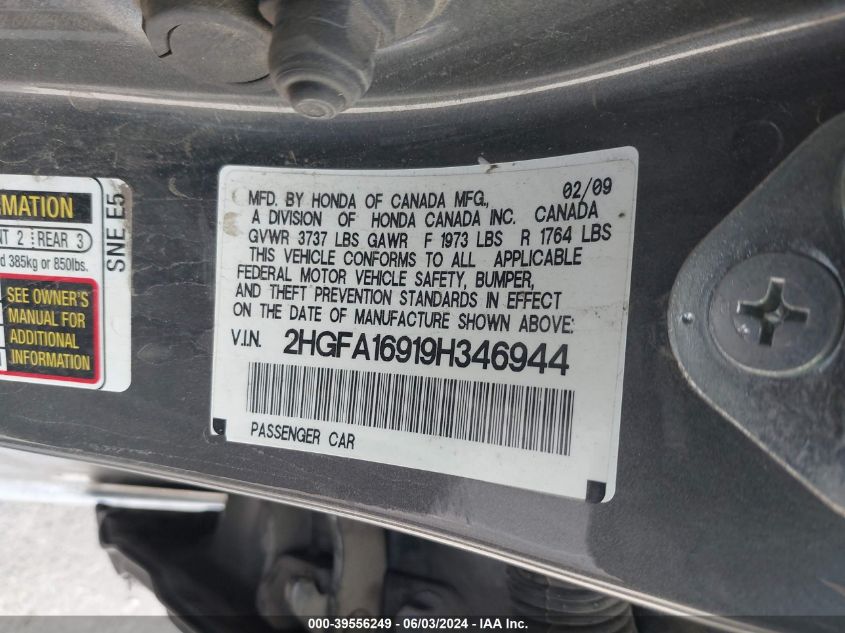 MATION
NT 2 REAR 3
d 385kg or 850lbs.
SEE OWNER'S
MANUAL FOR
ADDITIONAL
INFORMATION
SNE E5
MFD. BY HONDA OF CANADA MFG., 02/09
A DIVISION OF HONDA CANADA INC. CANADA
GVWR 3737 LBS GAWR F 1973 LBS R 1764 LBS
THIS VEHICLE CONFORMS TO ALL APPLICABLE
FEDERAL MOTOR VEHICLE SAFETY, BUMPER,
AND THEFT PREVENTION STANDARDS IN EFFECT
ON THE DATE OF MANUFACTURE SHOWN ABOVE:
V.I.N. 2HGFA16919H346944
PASSENGER CAR
000-39556249 - 06/03/2024 - IAA Inc.